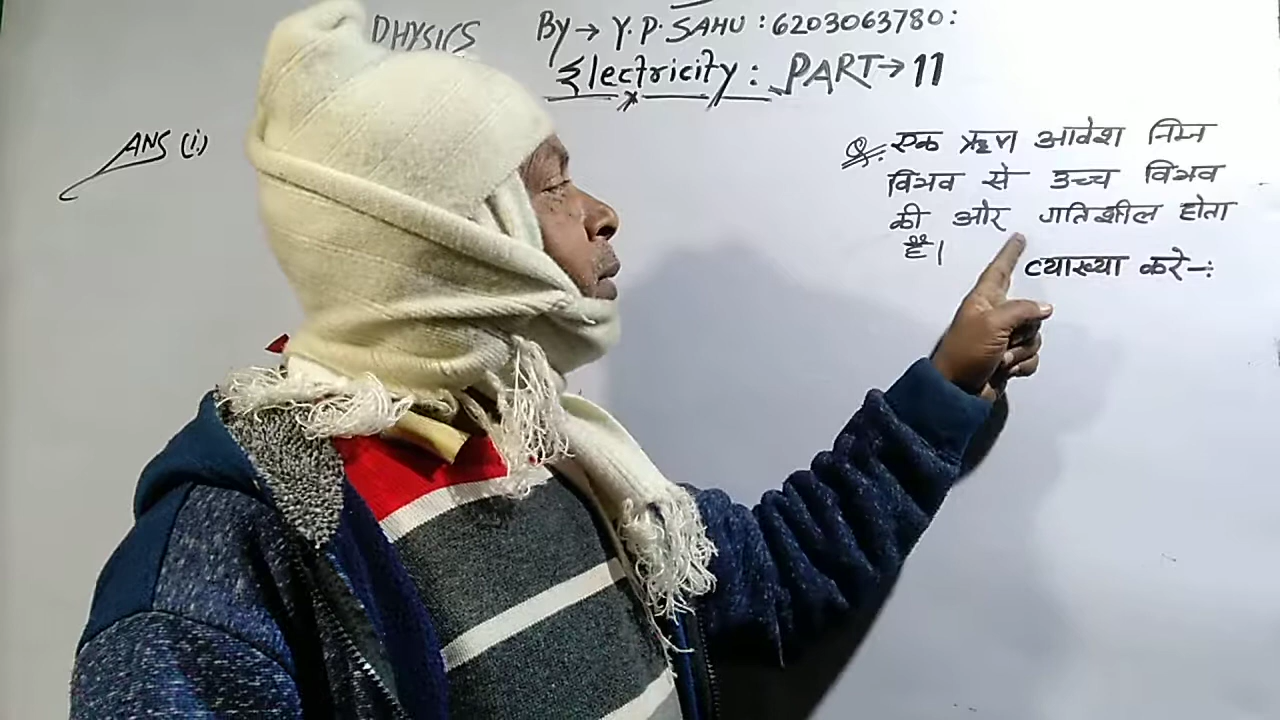 PHYSICS By → Y. P. SAHU : 6203063780 :
Electricity : PART → 11
ANS (i)
Q. एक ऋण आवेश निम्न
विभव से उच्च विभव
की ओर गतिशील होता
है।
व्याख्या करे-: